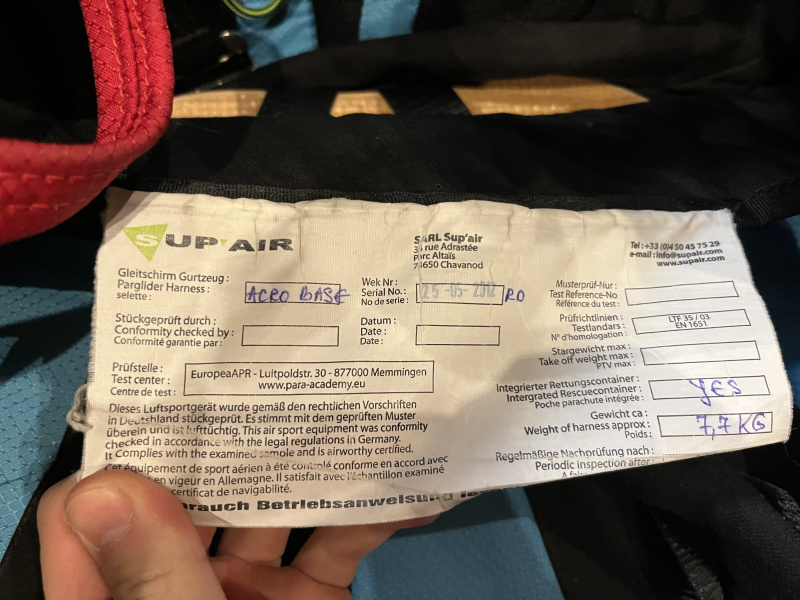 SUP'AIR
SARL Sup'air
rue Adrastée
Parc Altaïs
74650 Chavanod
Tel : +33 (0)4 50 45 75 29
e-mail : info@supair.com
www.supair.com
Gleitschirm Gurtzeug :
Parglider Harness :
selette :
ACRO BASE
Wek Nr :
Serial No. :
No de serie :
25 -05- 2012 RO
Musterprüf-Nur :
Test Reference-No
Référence du test :
Stückgeprüft durch :
Conformity checked by :
Conformité garantie par :
Datum :
Date :
Date :
Prüfrichtlinien :
Testlandars :
N° d'homologation :
LTF 35 / 03
EN 1651
Stargewicht max :
Take off weight max :
PTV max :
Prüfstelle :
Test center :
Centre de test :
EuropeaAPR - Luitpoldstr. 30 - 877000 Memmingen
www.para-academy.eu
Integrierter Rettungscontainer :
Intergrated Rescuecontainer :
Poche parachute intégrée :
YES
Gewicht ca :
Weight of harness approx :
Poids :
7,7 KG
Regelmäßige Nachprüfung nach :
Periodic inspection after :
Dieses Luftsportgerät wurde gemäß den rechtlichen Vorschriften
in Deutschland stückgeprüft. Es stimmt mit dem geprüften Muster
überein und ist lufttüchtig. This air sport equipment was conformity
checked in accordance with the legal regulations in Germany.
It Complies with the examined sample and is airworthy certified.
Cet équipement de sport aérien à été contrôlé conforme en accord avec
en vigeur en Allemagne. Il satisfait avec l'échantillon examiné
certificat de navigabilité.
Betriebsanweisung